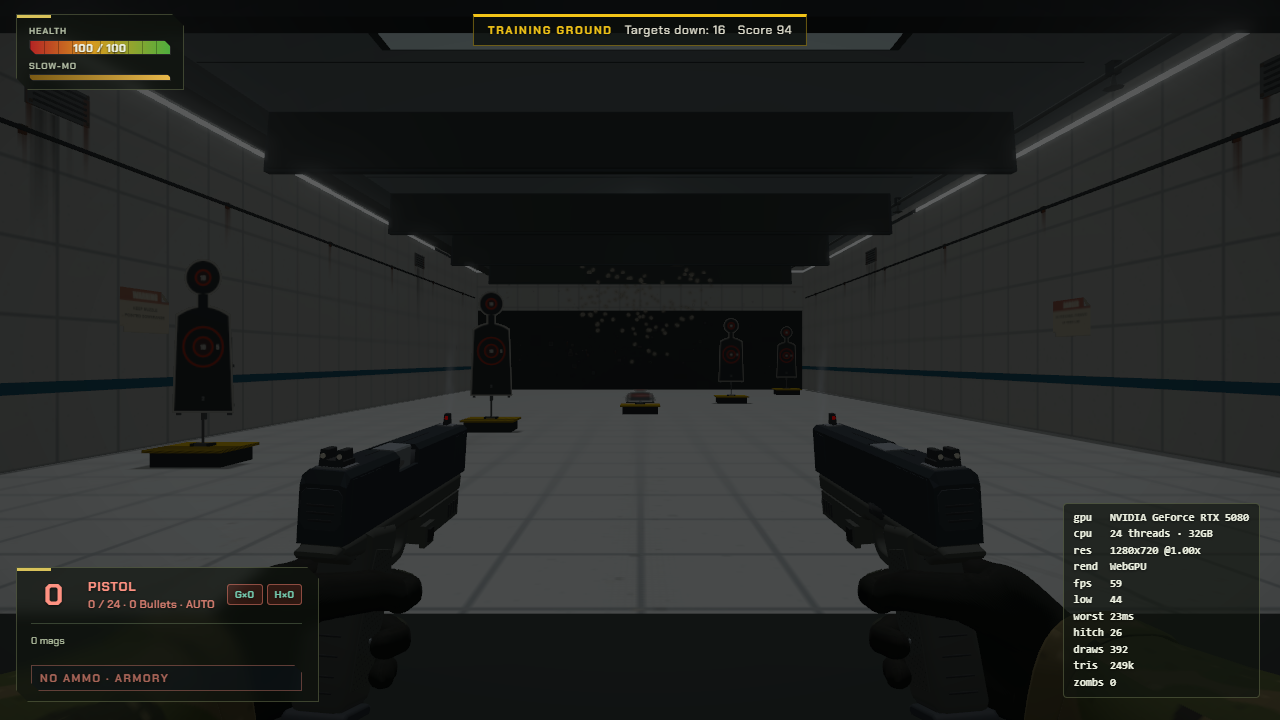 HEALTH
100 / 100
SLOW-MO
TRAINING GROUND Targets down: 16 Score 94
0
PISTOL
0 / 24 · 0 Bullets · AUTO
G×0 H×0
0 mags
NO AMMO · ARMORY
gpu NVIDIA GeForce RTX 5080
cpu 24 threads · 32GB
res 1280x720 @1.00x
rend WebGPU
fps 59
low 44
worst 23ms
hitch 26
draws 392
tris 249k
zombs 0